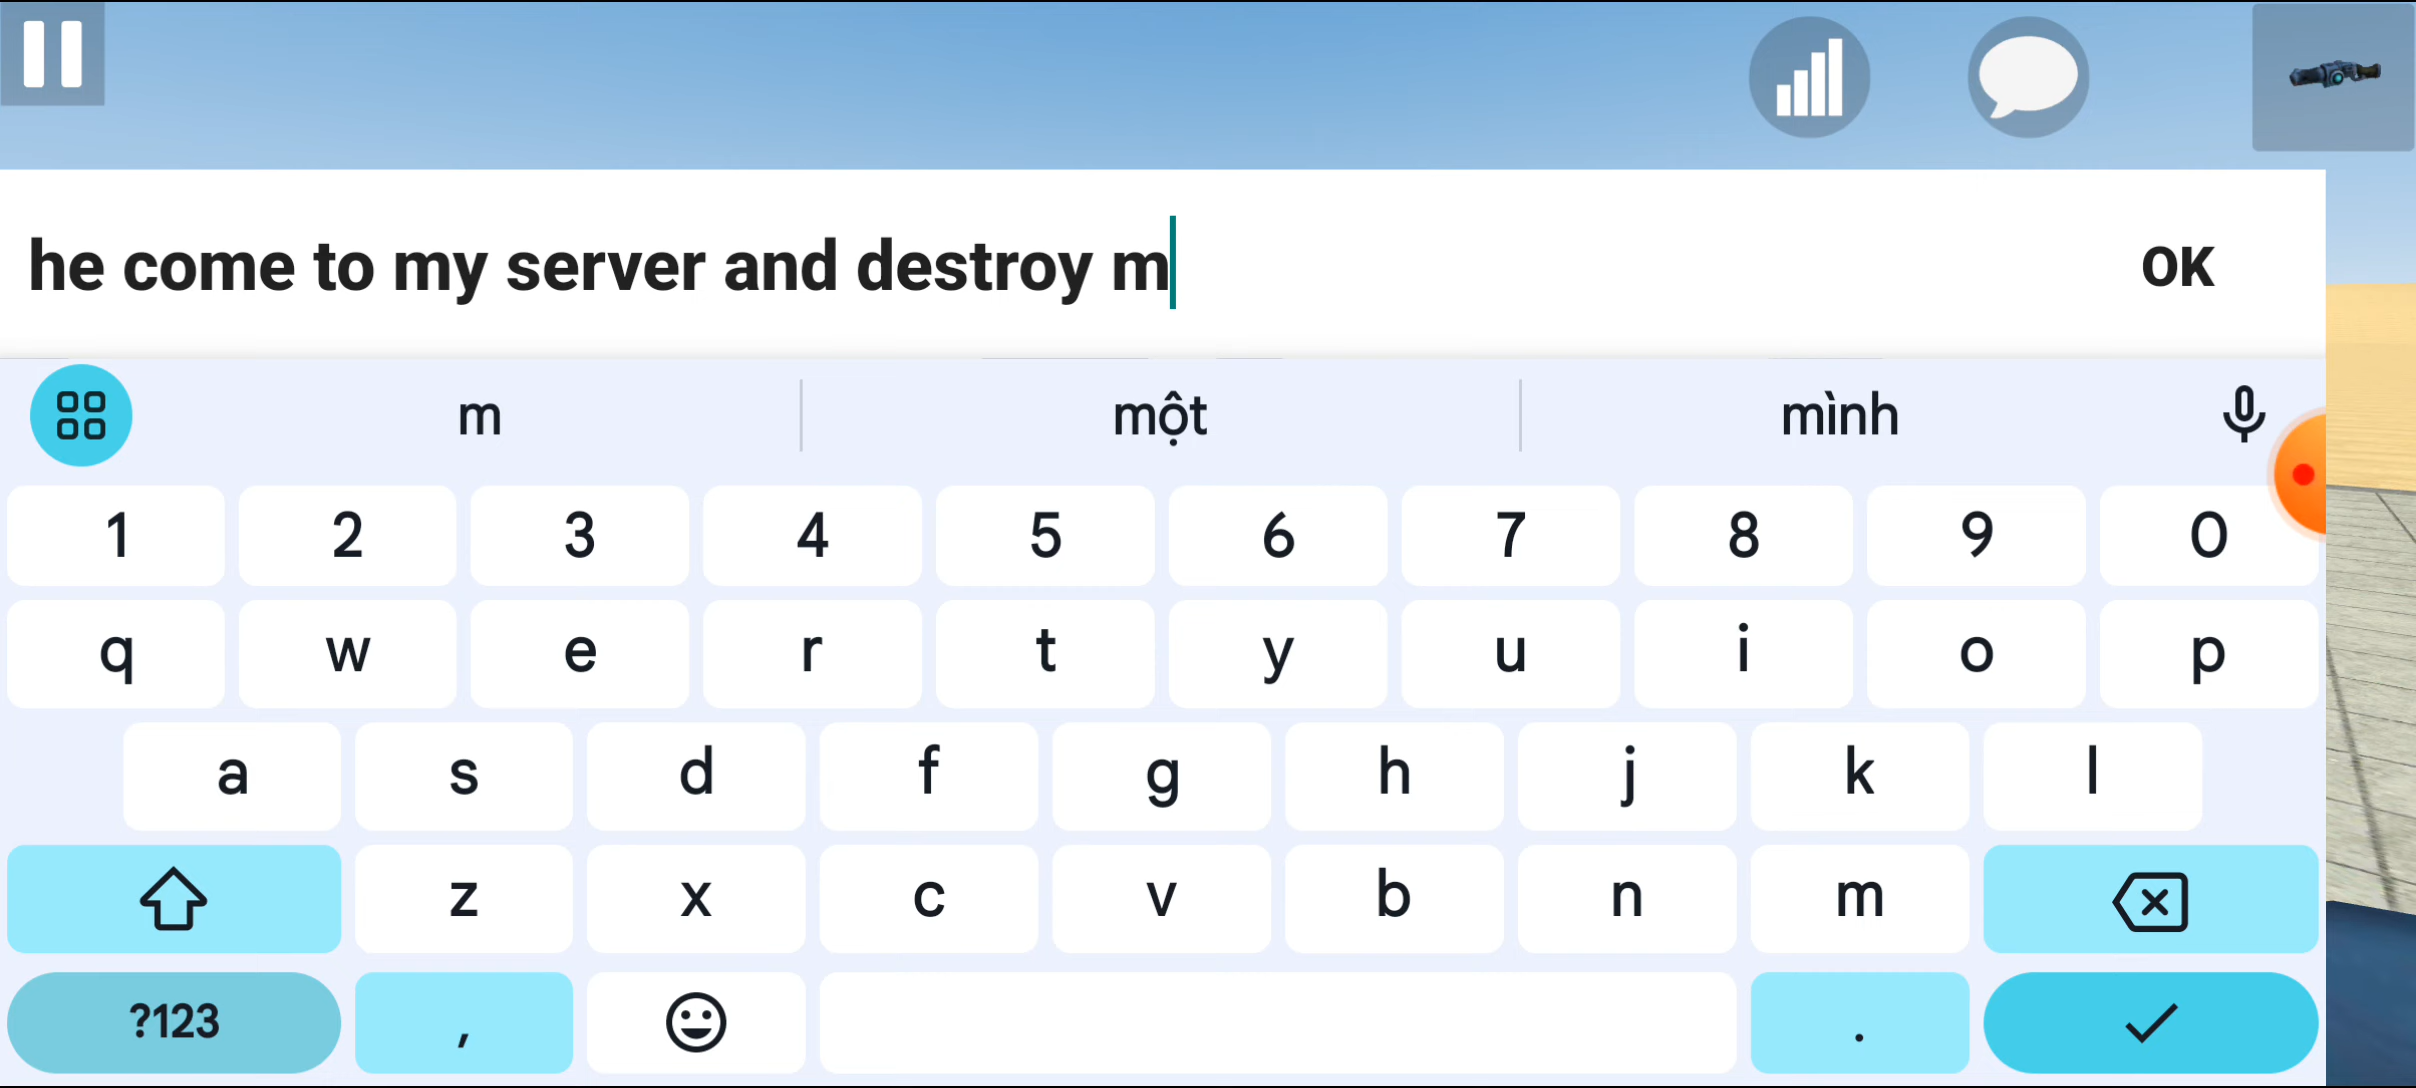 he come to my server and destroy m
OK
m một mình
1 2 3 4 5 6 7 8 9 0
q w e r t y u i o p
a s d f g h j k l
z x c v b n m
?123 , .